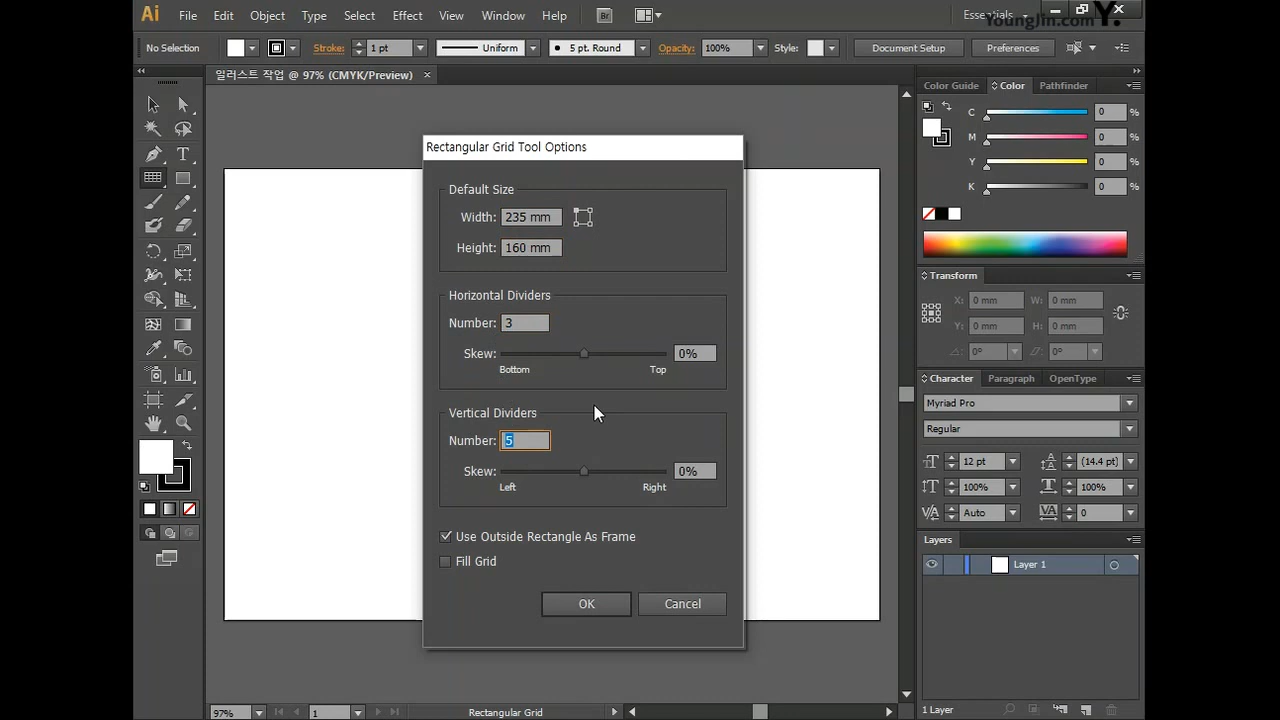 Ai File Edit Object Type Select Effect View Window Help Br Essentials
YoungJin.com Y.
No Selection Stroke: 1 pt Uniform 5 pt. Round Opacity: 100% Style: Document Setup Preferences
일러스트 작업 @ 97% (CMYK/Preview)
Rectangular Grid Tool Options
Default Size
Width: 235 mm
Height: 160 mm
Horizontal Dividers
Number: 3
Skew: 0%
Bottom Top
Vertical Dividers
Number: 5
Skew: 0%
Left Right
Use Outside Rectangle As Frame
Fill Grid
OK Cancel
Color Guide Color Pathfinder
C 0 %
M 0 %
Y 0 %
K 0 %
Transform
X: 0 mm W: 0 mm
Y: 0 mm H: 0 mm
0° 0°
Character Paragraph OpenType
Myriad Pro
Regular
12 pt (14.4 pt)
100% 100%
Auto 0
Layers
Layer 1
1 Layer
97% 1 Rectangular Grid